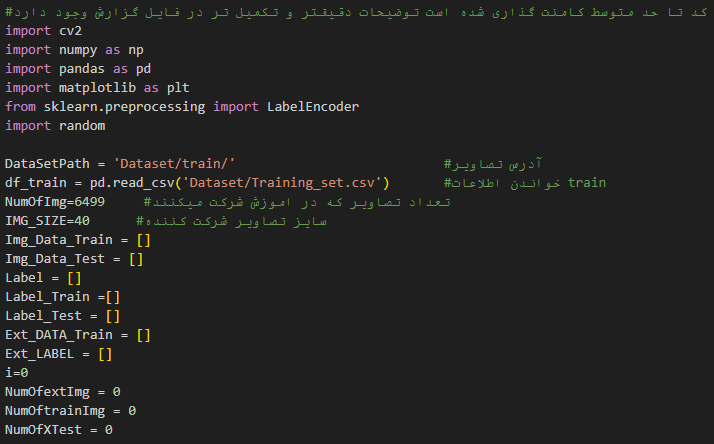 #کد تا حد متوسط کامنت گذاری شده است توضیحات دقیقتر و تکمیل تر در فایل گزارش وجود دارد
import cv2
import numpy as np
import pandas as pd
import matplotlib as plt
from sklearn.preprocessing import LabelEncoder
import random
DataSetPath = 'Dataset/train/' #آدرس تصاویر
df_train = pd.read_csv('Dataset/Training_set.csv') #خواندن اطلاعات train
NumOfImg=6499 #تعداد تصاویر که در اموزش شرکت میکنند
IMG_SIZE=40 #سایز تصاویر شرکت کننده
Img_Data_Train = []
Img_Data_Test = []
Label = []
Label_Train =[]
Label_Test = []
Ext_DATA_Train = []
Ext_LABEL = []
i=0
NumOfextImg = 0
NumOftrainImg = 0
NumOfXTest = 0